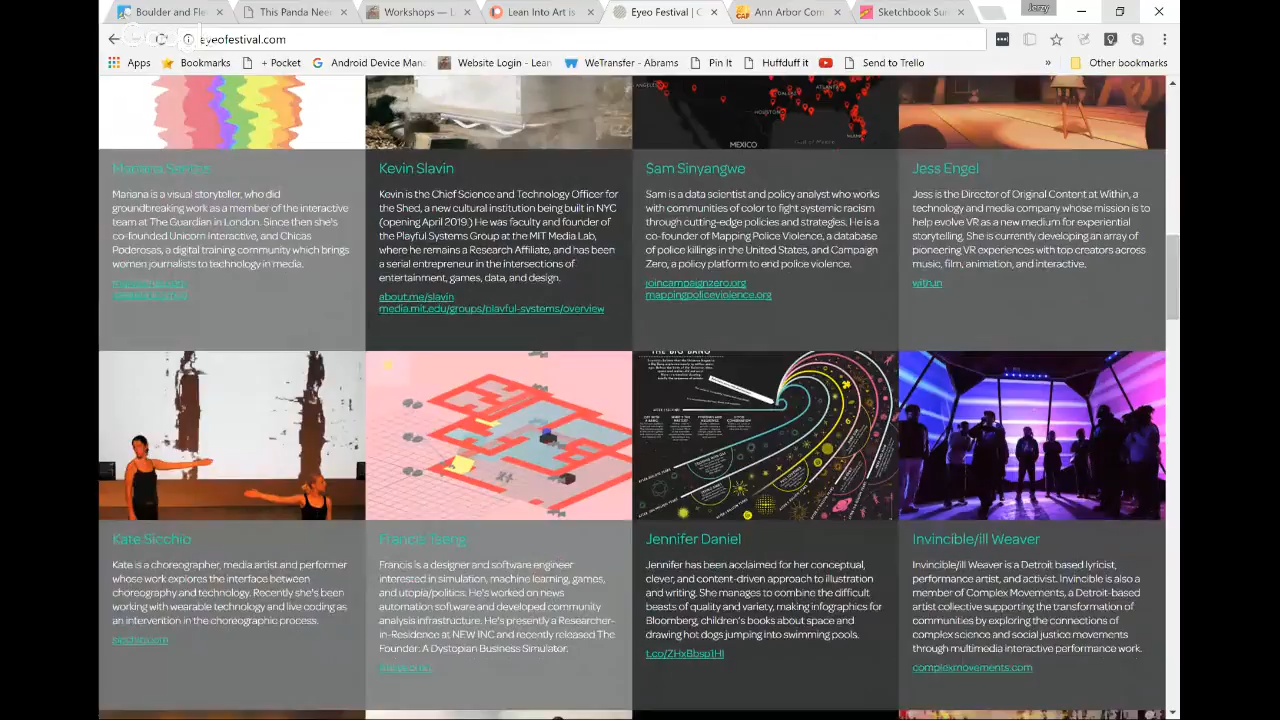 Boulder and Fle
This Panda Nee
Workshops — L
Lean Into Art is
Eyeo Festival | C
Ann Arbor Com
Sketchbook Sun
Jerzy
eyeofestival.com
Apps
Bookmarks
+ Pocket
Android Device Man
Website Login - Lean
WeTransfer - Abrams
Pin It
Huffduff it
Send to Trello
»
Other bookmarks
ATLANTA
HOUSTON
MEXICO
Gulf of Mexico
Kevin Slavin
Sam Sinyangwe
Jess Engel
Mariana is a visual storyteller, who did
groundbreaking work as a member of the interactive
team at The Guardian in London. Since then she's
co-founded Unicorn Interactive, and Chicas
Poderosas, a digital training community which brings
women journalists to technology in media.
Kevin is the Chief Science and Technology Officer for
the Shed, a new cultural institution being built in NYC
(opening April 2019.) He was faculty and founder of
the Playful Systems Group at the MIT Media Lab,
where he remains a Research Affiliate, and has been
a serial entrepreneur in the intersections of
entertainment, games, data, and design.
about.me/slavin
media.mit.edu/groups/playful-systems/overview
Sam is a data scientist and policy analyst who works
with communities of color to fight systemic racism
through cutting-edge policies and strategies. He is a
co-founder of Mapping Police Violence, a database
of police killings in the United States, and Campaign
Zero, a policy platform to end police violence.
joincampaignzero.org
mappingpoliceviolence.org
Jess is the Director of Original Content at Within, a
technology and media company whose mission is to
help evolve VR as a new medium for experiential
storytelling. She is currently developing an array of
pioneering VR experiences with top creators across
music, film, animation, and interactive.
with.in
THE BIG BANG
Kate Sicchio
Francis Tseng
Jennifer Daniel
Invincible/ill Weaver
Kate is a choreographer, media artist and performer
whose work explores the interface between
choreography and technology. Recently she's been
working with wearable technology and live coding as
an intervention in the choreographic process.
Francis is a designer and software engineer
interested in simulation, machine learning, games,
and utopia/politics. He's worked on news
automation software and developed community
analysis infrastructure. He's presently a Researcher-
in-Residence at NEW INC and recently released The
Founder: A Dystopian Business Simulator.
Jennifer has been acclaimed for her conceptual,
clever, and content-driven approach to illustration
and writing. She manages to combine the difficult
beasts of quality and variety, making infographics for
Bloomberg, children's books about space and
drawing hot dogs jumping into swimming pools.
t.co/ZHxBbsp1HI
Invincible/ill Weaver is a Detroit based lyricist,
performance artist, and activist. Invincible is also a
member of Complex Movements, a Detroit-based
artist collective supporting the transformation of
communities by exploring the connections of
complex science and social justice movements
through multimedia interactive performance work.
complexmovements.com